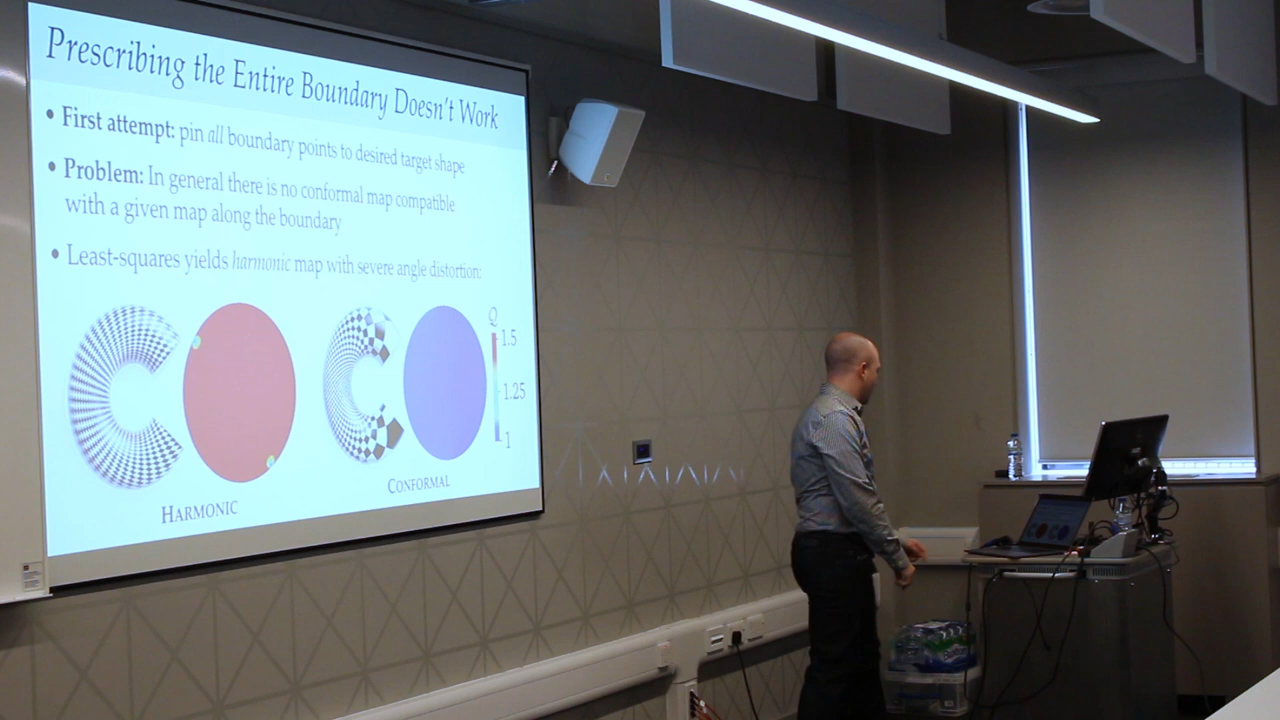 Prescribing the Entire Boundary Doesn't Work
• First attempt: pin all boundary points to desired target shape
• Problem: In general there is no conformal map compatible
with a given map along the boundary
• Least-squares yields harmonic map with severe angle distortion:
Q
1.5
1.25
1
HARMONIC
CONFORMAL